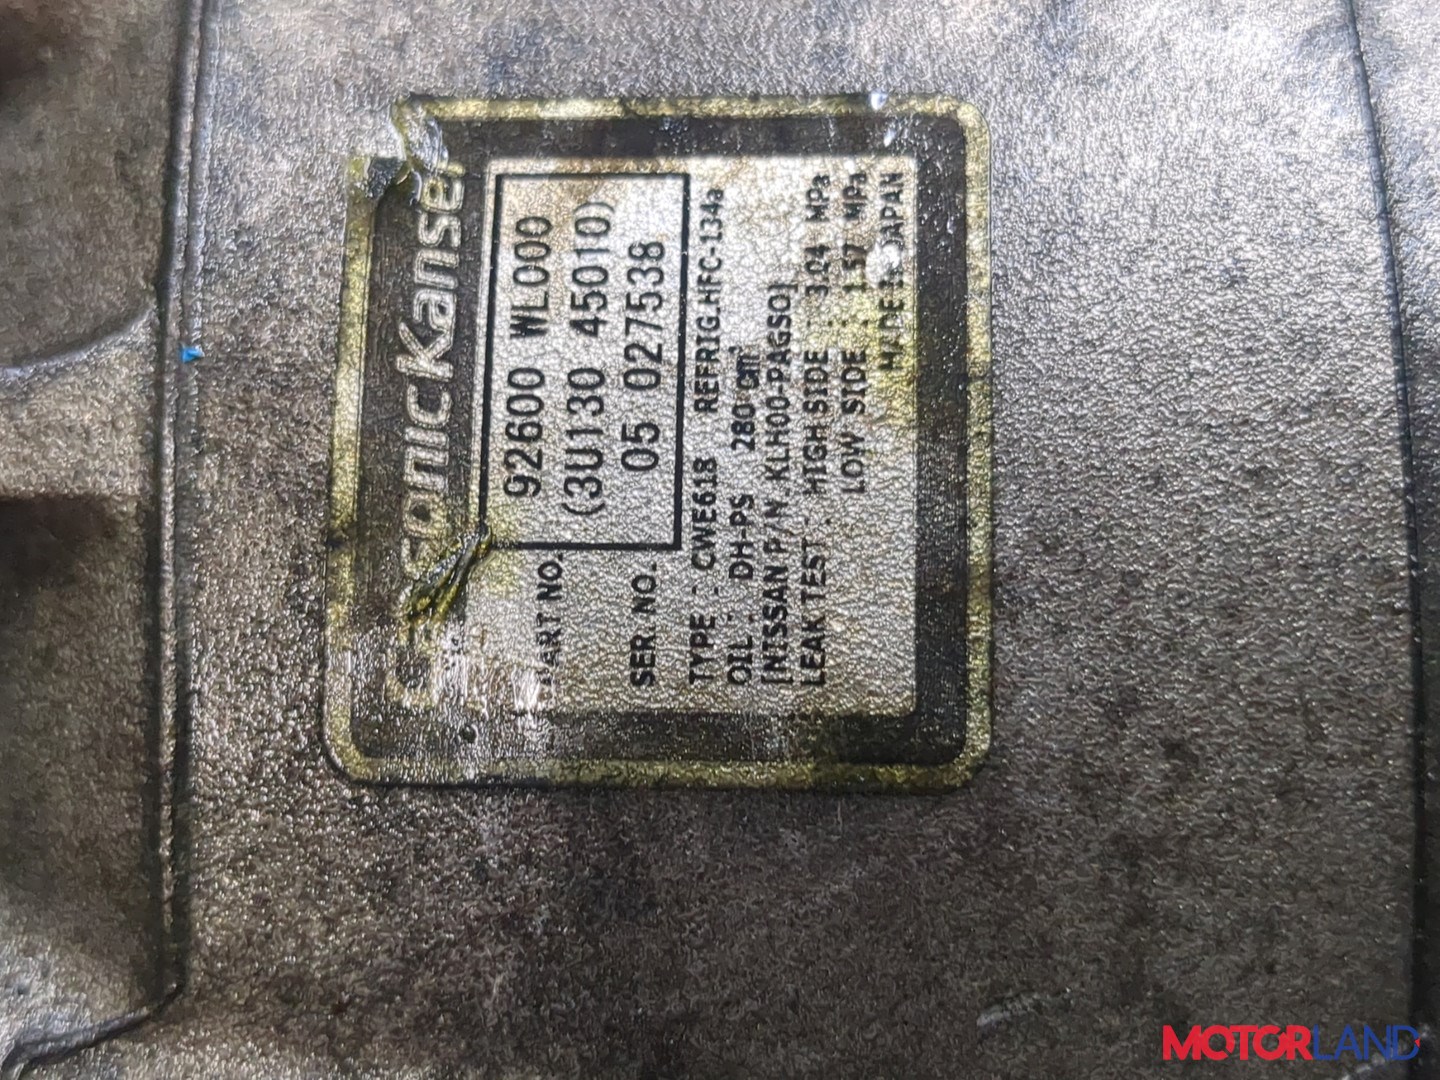 CalsonicKansei
PART NO. 92600 WL000
(3U130 45010)
SER. NO. 05 027538
TYPE : CWE618 REFRIG.HFC-134a
OIL : DH-PS 280 cm³
[NISSAN P/N KLH00-PAGS0]
LEAK TEST : HIGH SIDE : 3.04 MPa
LOW SIDE : 1.57 MPa
MADE IN JAPAN
MOTORLAND